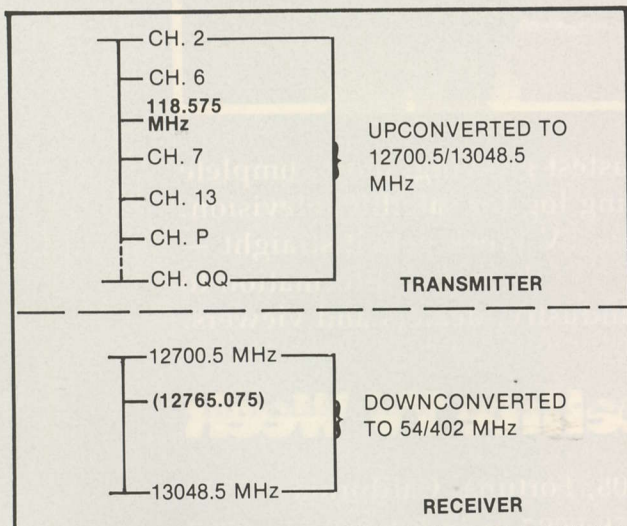 CH. 2
CH. 6
118.575
MHz
CH. 7
CH. 13
CH. P
CH. QQ
UPCONVERTED TO
12700.5/13048.5
MHz
TRANSMITTER
12700.5 MHz
(12765.075)
13048.5 MHz
DOWNCONVERTED
TO 54/402 MHz
RECEIVER